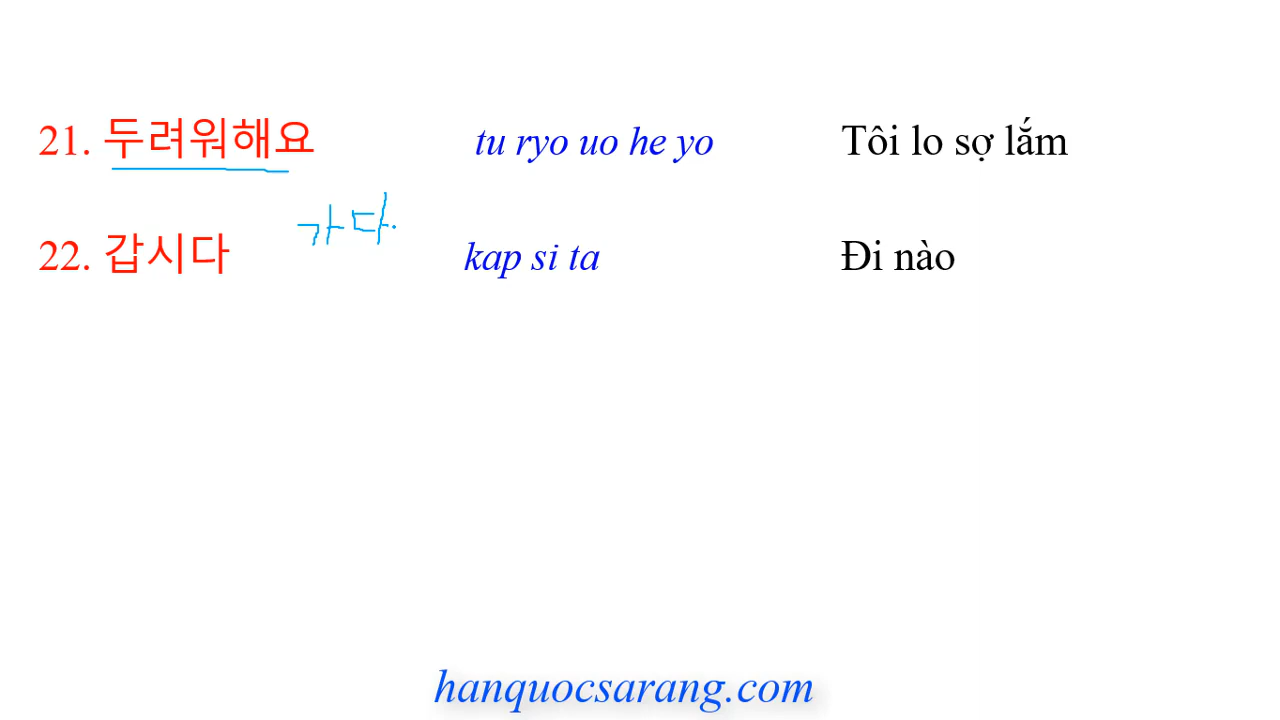 21. 두려워해요 tu ryo uo he yo Tôi lo sợ lắm
가다.
22. 갑시다 kap si ta Đi nào
hanquocsarang.com